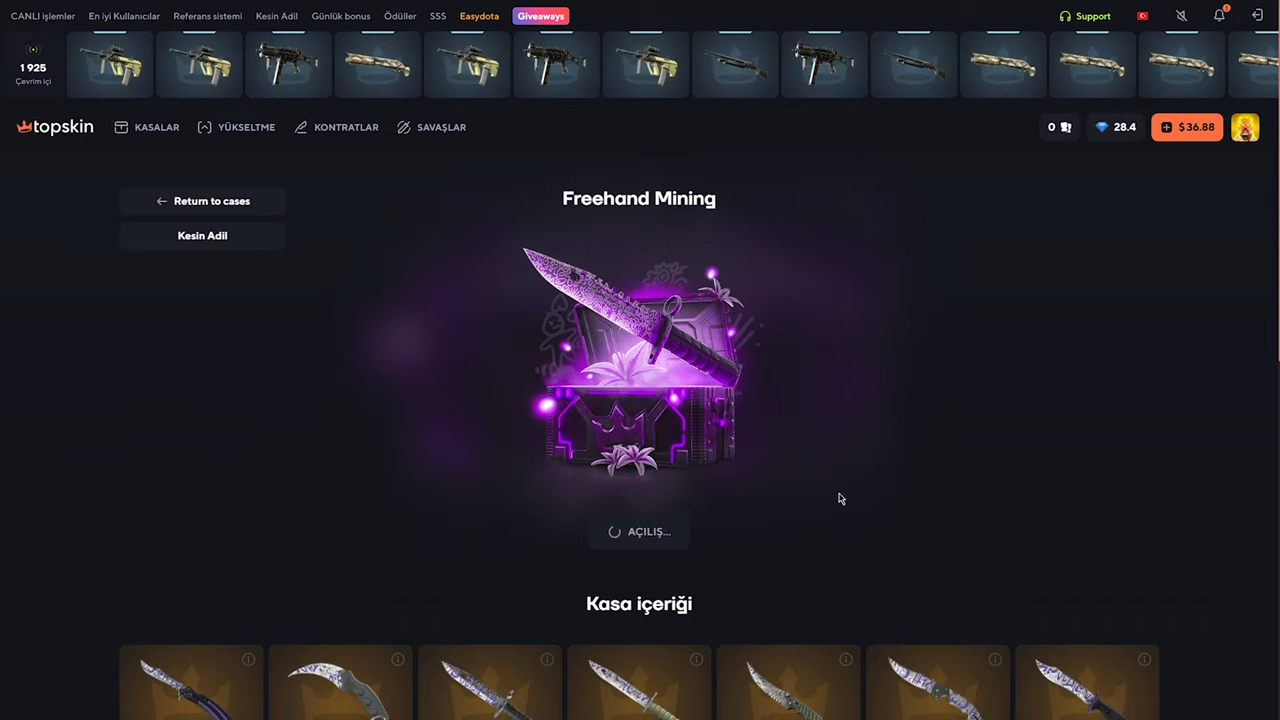 CANLI işlemler En iyi Kullanıcılar Referans sistemi Kesin Adil Günlük bonus Ödüller SSS Easydota Giveaways Support 1
1 925
Çevrim içi
topskin KASALAR YÜKSELTME KONTRATLAR SAVAŞLAR 0 28.4 $36.88
Return to cases
Freehand Mining
Kesin Adil
AÇILIŞ...
Kasa içeriği